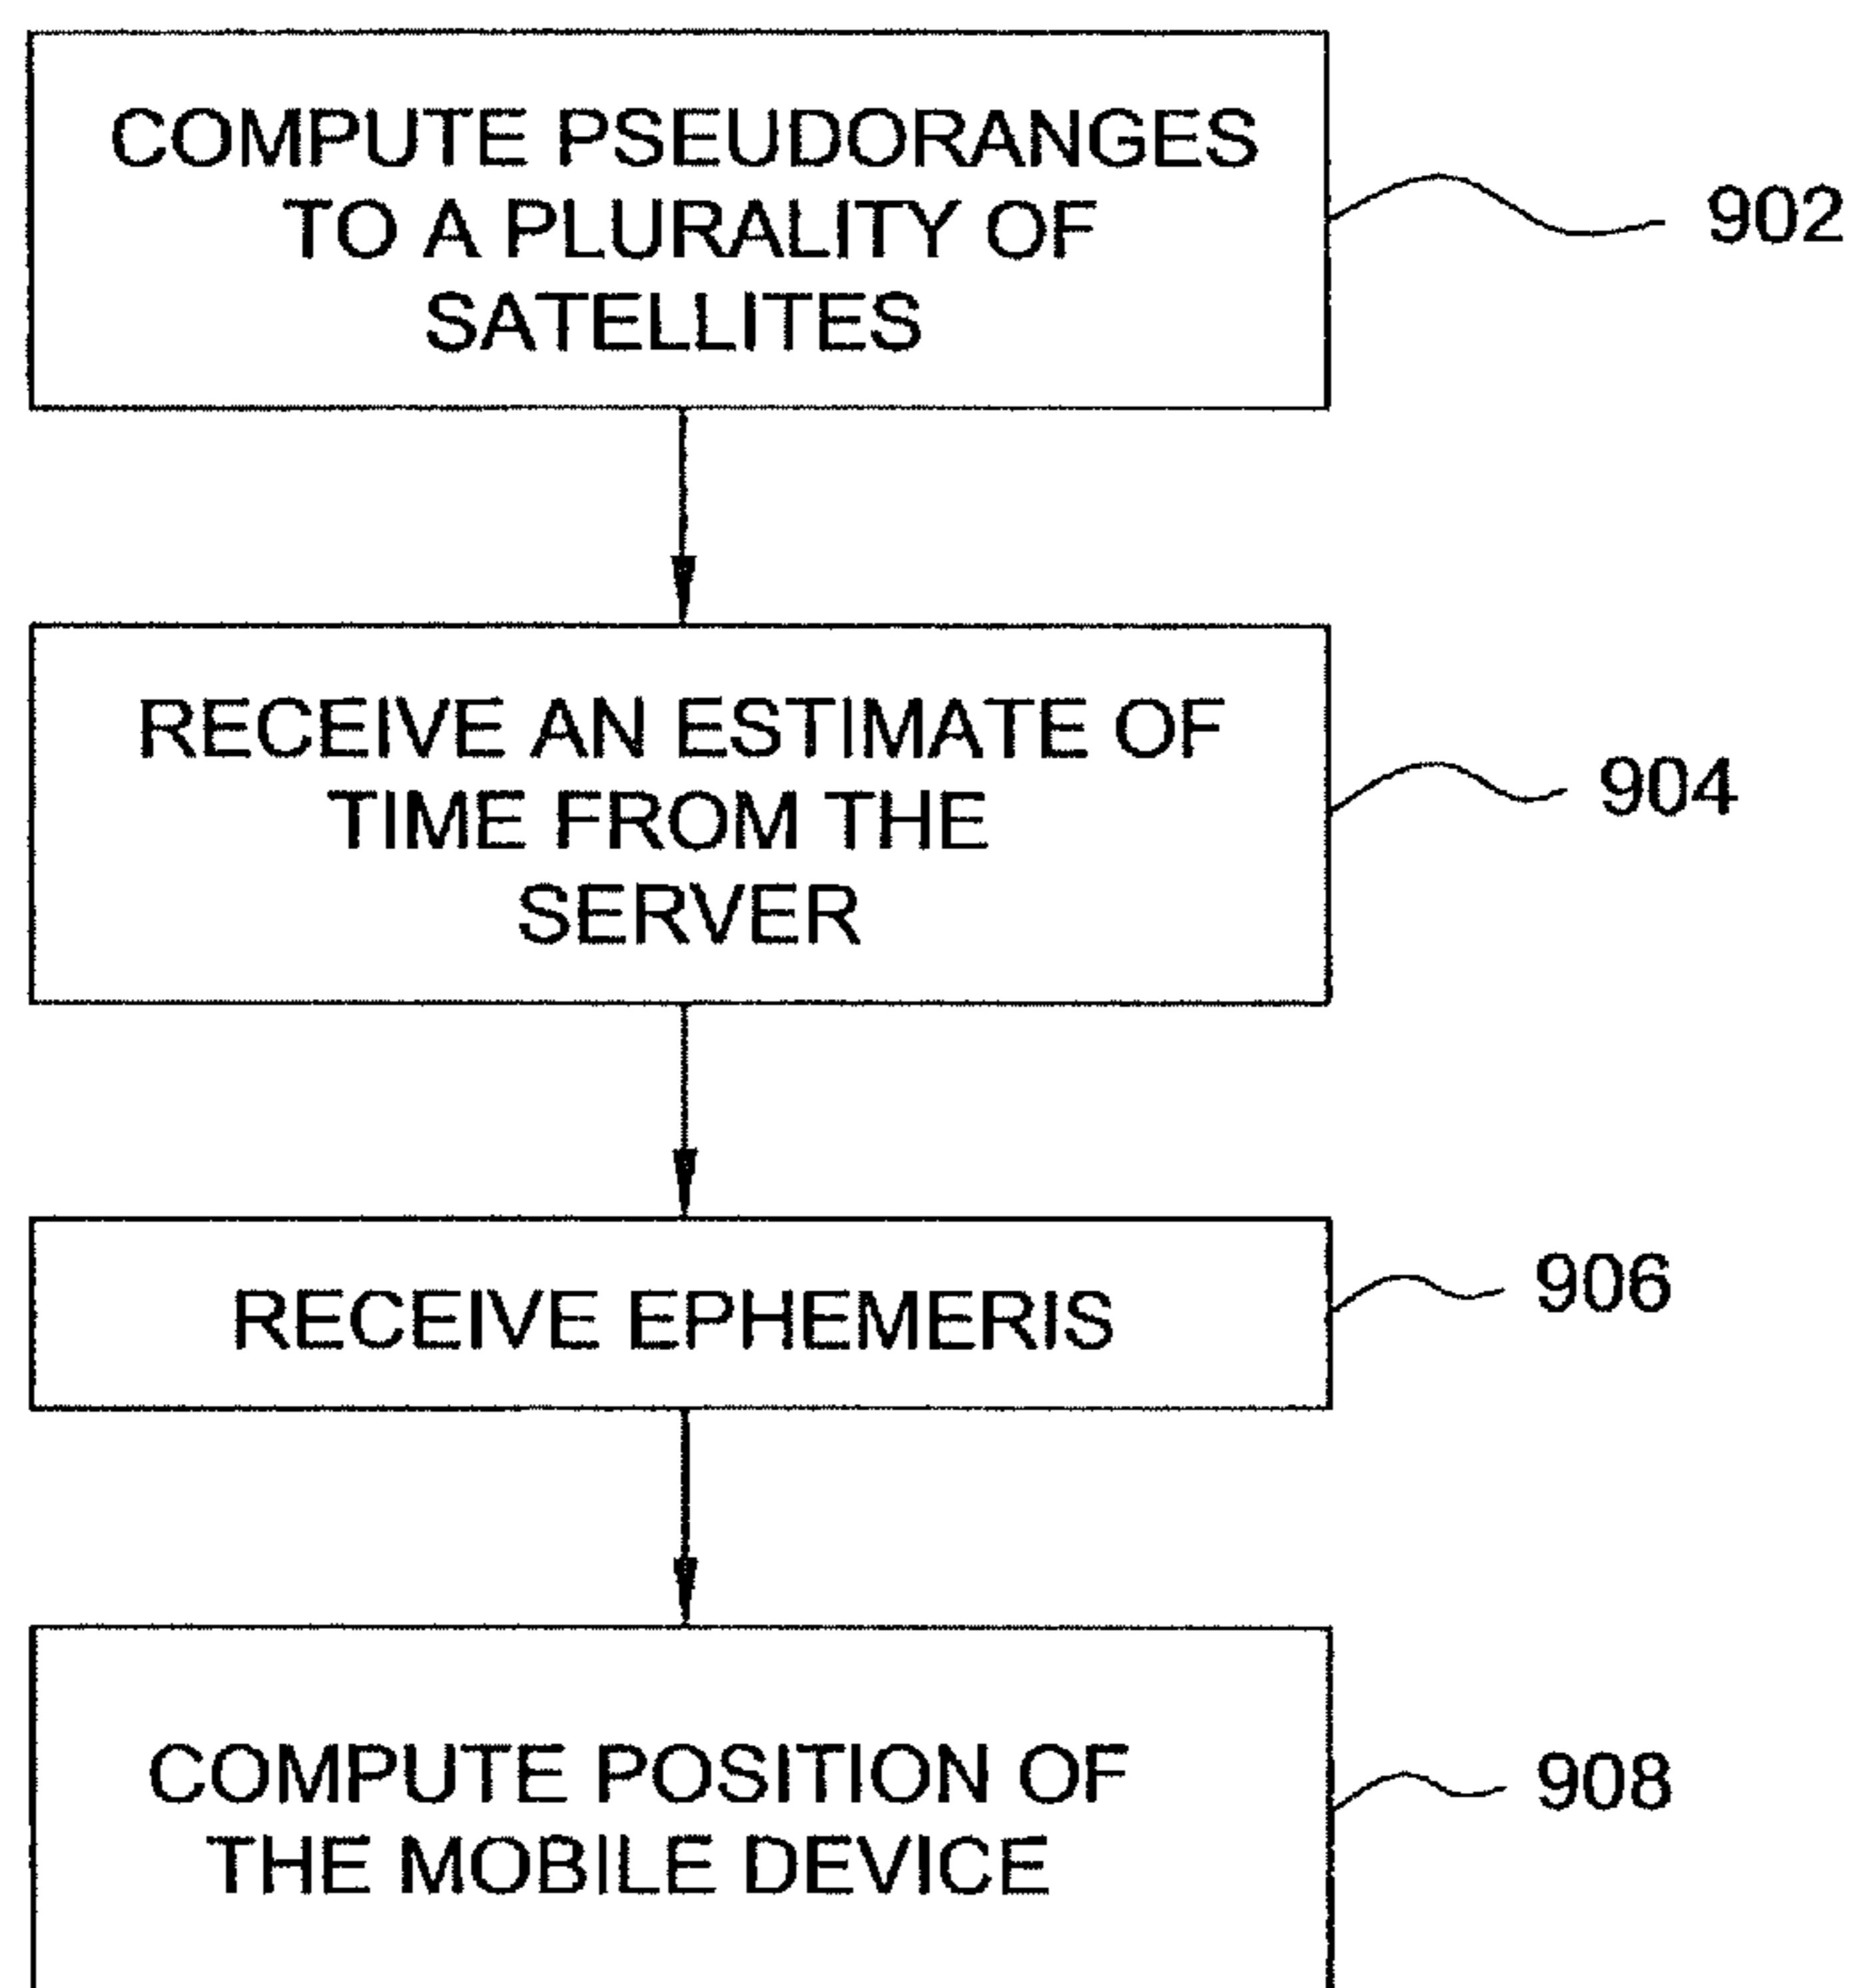 COMPUTE PSEUDORANGES
TO A PLURALITY OF
SATELLITES
902
RECEIVE AN ESTIMATE OF
TIME FROM THE
SERVER
904
RECEIVE EPHEMERIS
906
COMPUTE POSITION OF
THE MOBILE DEVICE
908